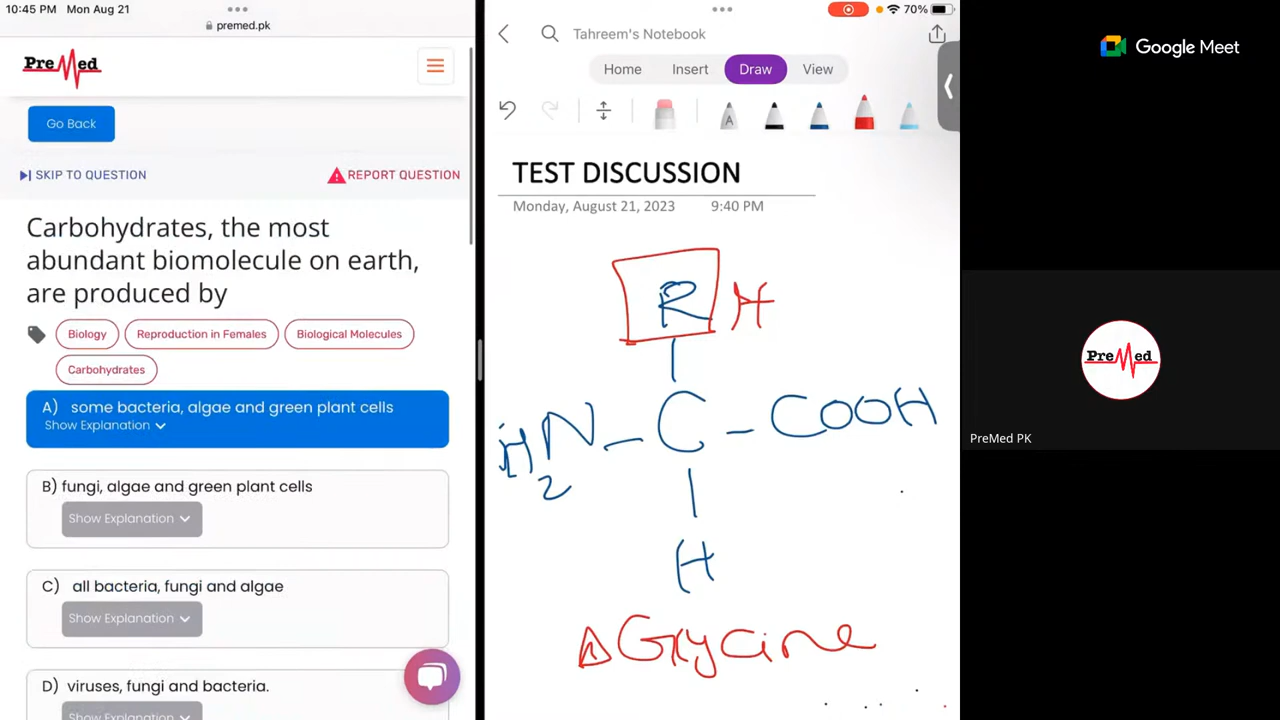 10:45 PM Mon Aug 21
premed.pk
PreMed
Go Back
SKIP TO QUESTION
REPORT QUESTION
Carbohydrates, the most
abundant biomolecule on earth,
are produced by
Biology
Reproduction in Females
Biological Molecules
Carbohydrates
A) some bacteria, algae and green plant cells
Show Explanation
B) fungi, algae and green plant cells
Show Explanation
C) all bacteria, fungi and algae
Show Explanation
D) viruses, fungi and bacteria.
Show Explanation
70%
Tahreem's Notebook
Home Insert Draw View
A
TEST DISCUSSION
Monday, August 21, 2023 9:40 PM
R H
H2N - C - COOH
H
Glycine
Google Meet
PreMed
PreMed PK